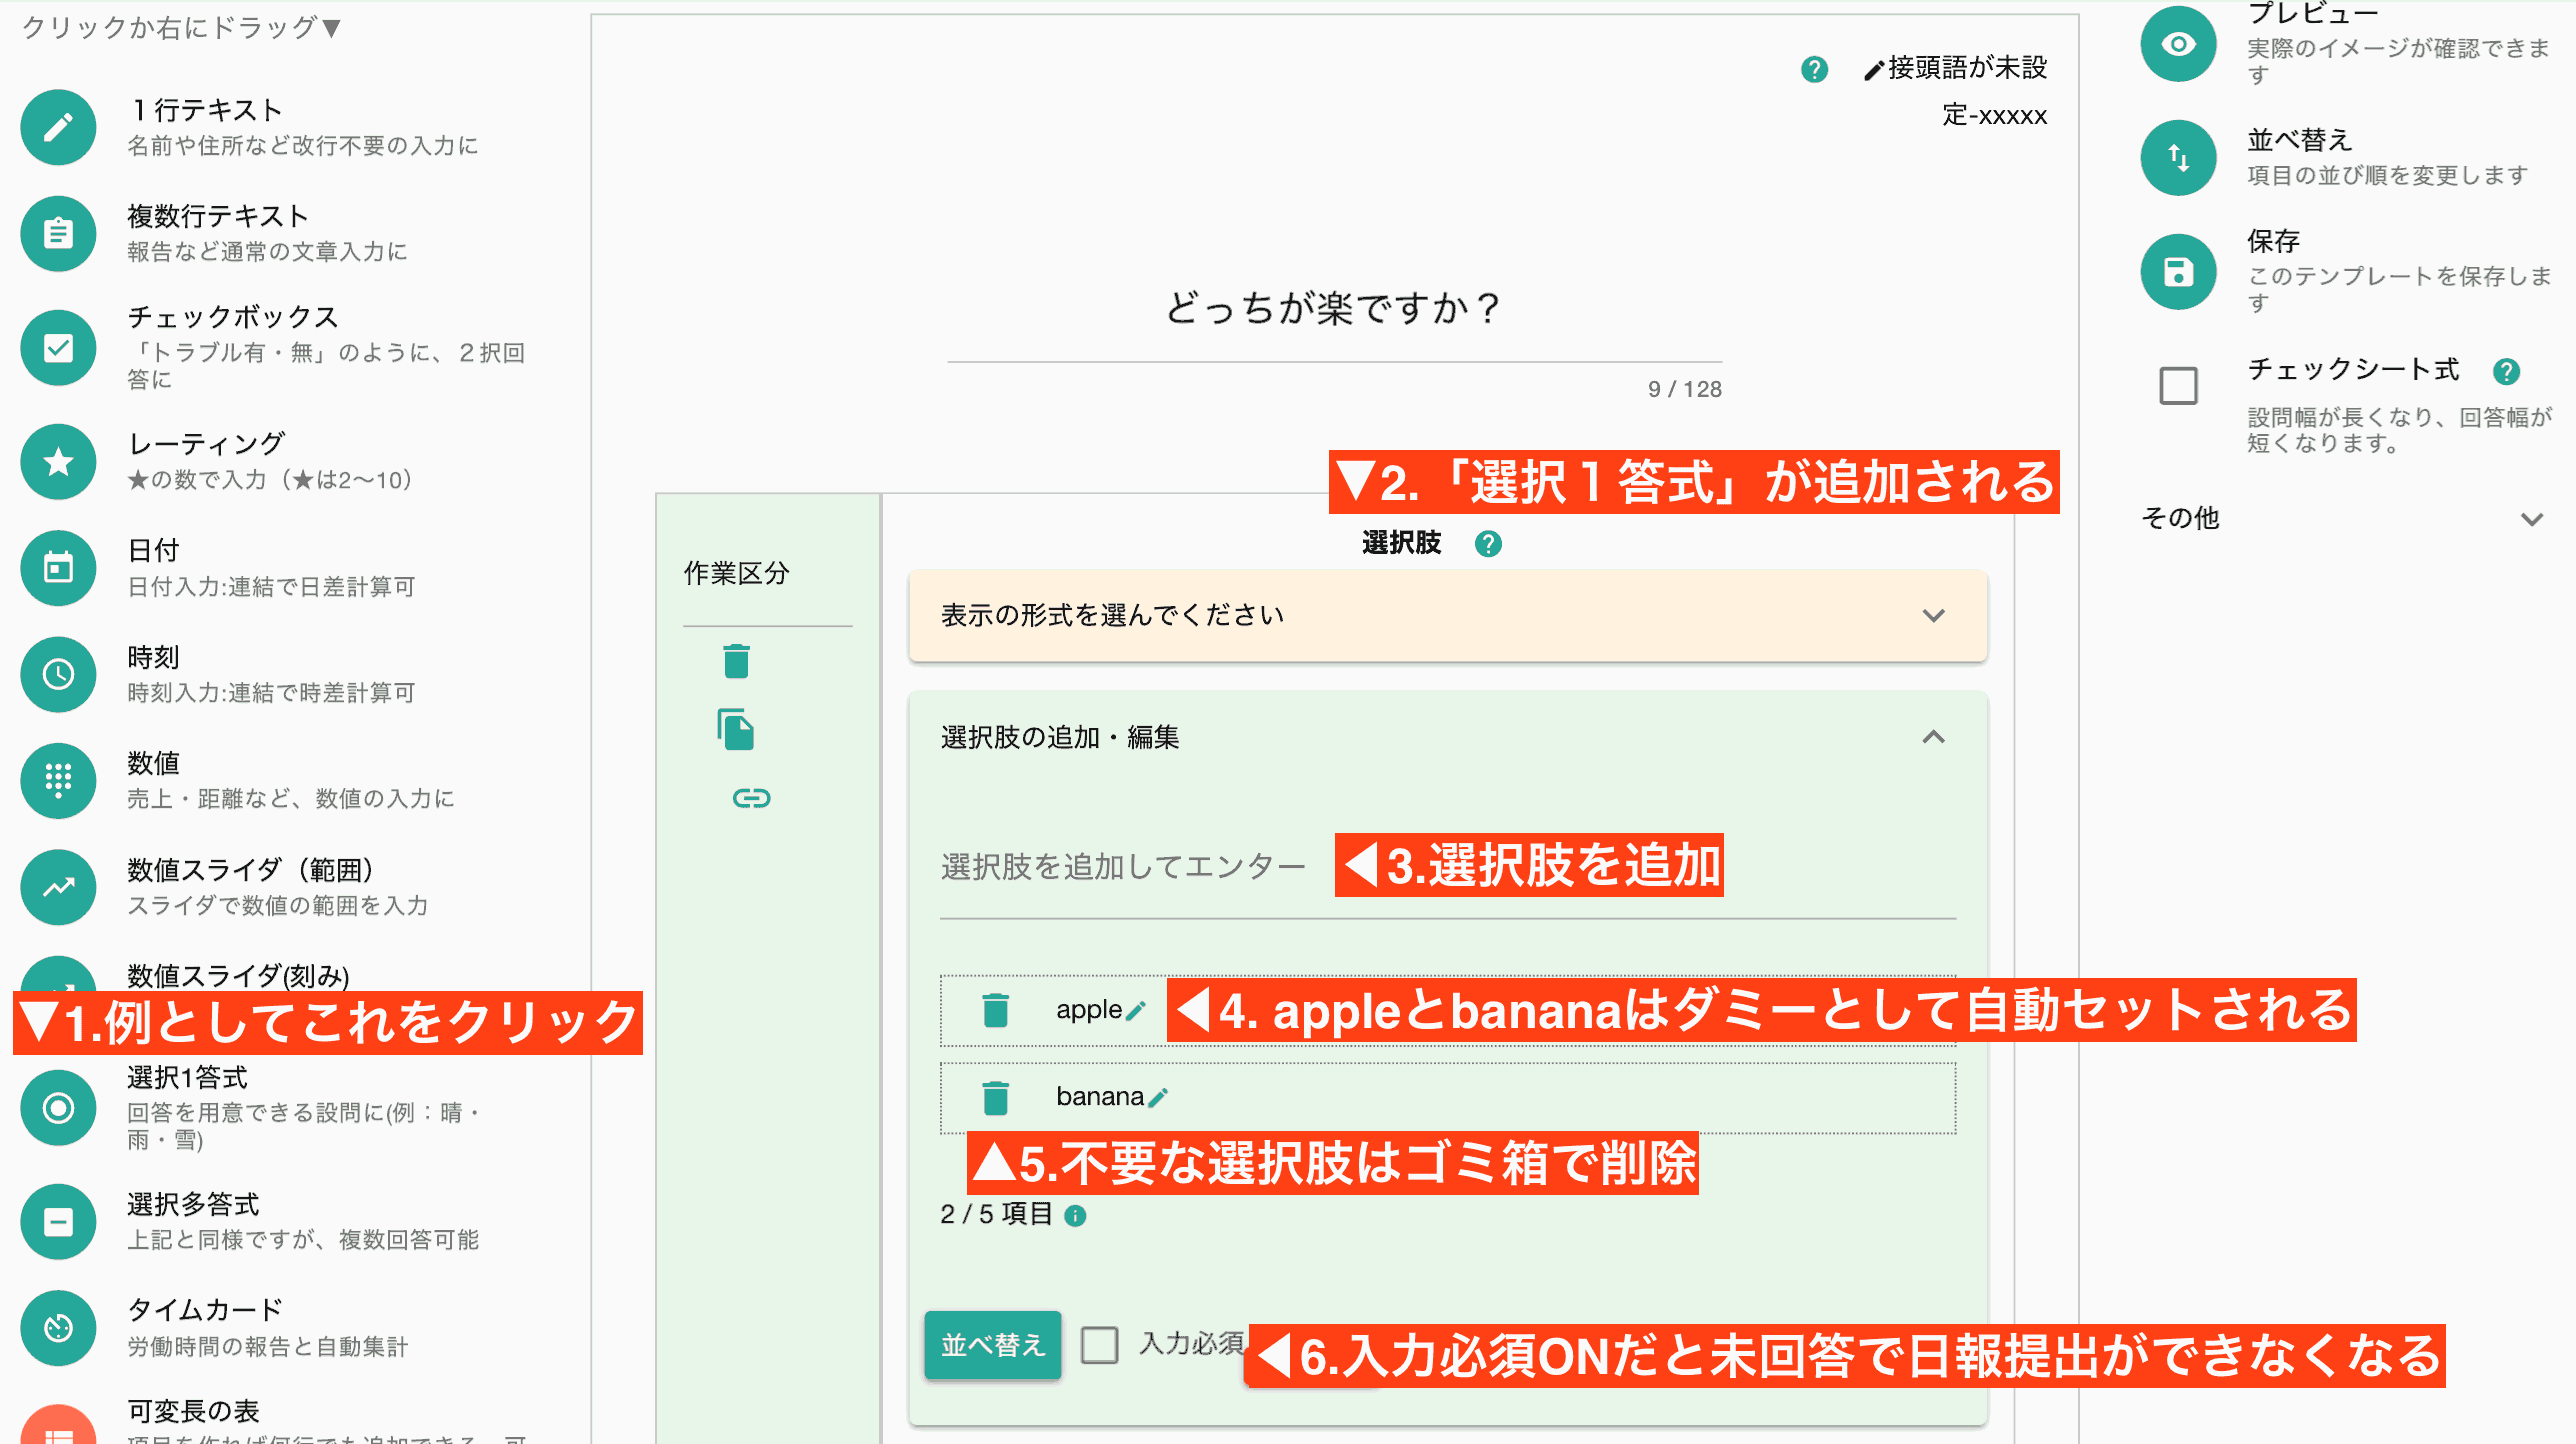 クリックか右にドラッグ▼
１行テキスト
名前や住所など改行不要の入力に
複数行テキスト
報告など通常の文章入力に
チェックボックス
「トラブル有・無」のように、２択回
答に
レーティング
★の数で入力（★は2〜10）
日付
日付入力:連結で日差計算可
時刻
時刻入力:連結で時差計算可
数値
売上・距離など、数値の入力に
数値スライダ（範囲）
スライダで数値の範囲を入力
数値スライダ(刻み)
▼1.例としてこれをクリック
選択1答式
回答を用意できる設問に(例：晴・
雨・雪)
選択多答式
上記と同様ですが、複数回答可能
タイムカード
労働時間の報告と自動集計
可変長の表
項目を作れば何行でも追加できる、可
接頭語が未設
定-xxxxx
どっちが楽ですか？
9 / 128
▼2.「選択１答式」が追加される
作業区分
選択肢
表示の形式を選んでください
選択肢の追加・編集
選択肢を追加してエンター
◀3.選択肢を追加
apple
◀4. appleとbananaはダミーとして自動セットされる
banana
▲5.不要な選択肢はゴミ箱で削除
2 / 5 項目
並べ替え
入力必須
◀6.入力必須ONだと未回答で日報提出ができなくなる
プレビュー
実際のイメージが確認できま
す
並べ替え
項目の並び順を変更します
保存
このテンプレートを保存しま
す
チェックシート式
設問幅が長くなり、回答幅が
短くなります。
その他